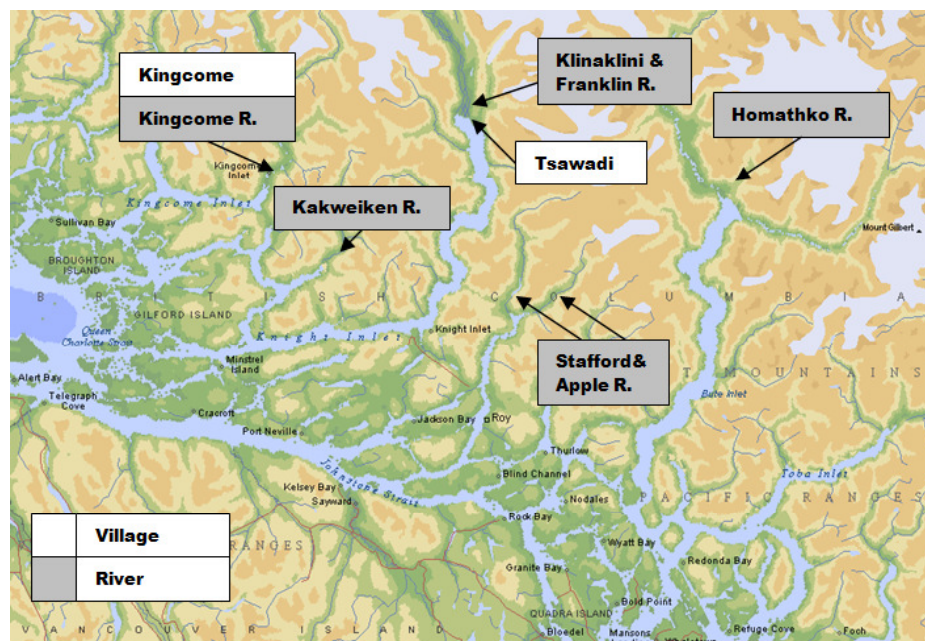 Kingcome
Kingcome R.
Klinaklini &
Franklin R.
Homathko R.
Tsawadi
Kingcome
Inlet
Kakweiken R.
Kingcome Inlet
Sullivan Bay
Mount Gilbert
BROUGHTON
ISLAND
BRITISH COLUMBIA
GILFORD ISLAND
Queen
Charlotte Strait
Knight Inlet
Knight Inlet
Minstrel
Island
Stafford&
Apple R.
T MOUNTAINS
Alert Bay
Telegraph
Cove
Bute Inlet
Cracroft
Jackson Bay
Roy
Port Neville
Thurlow
Toba Inlet
Johnstone Strait
Blind Channel
Kelsey Bay
Sayward
Nodales
PACIFIC RANGES
Rock Bay
Village
River
RANGES
Wyatt Bay
Redonda Bay
Granite Bay
Bold Point
QUADRA ISLAND
VANCOUVER ISLAND
Bloedel
Mansons
Refuge Cove
Foch